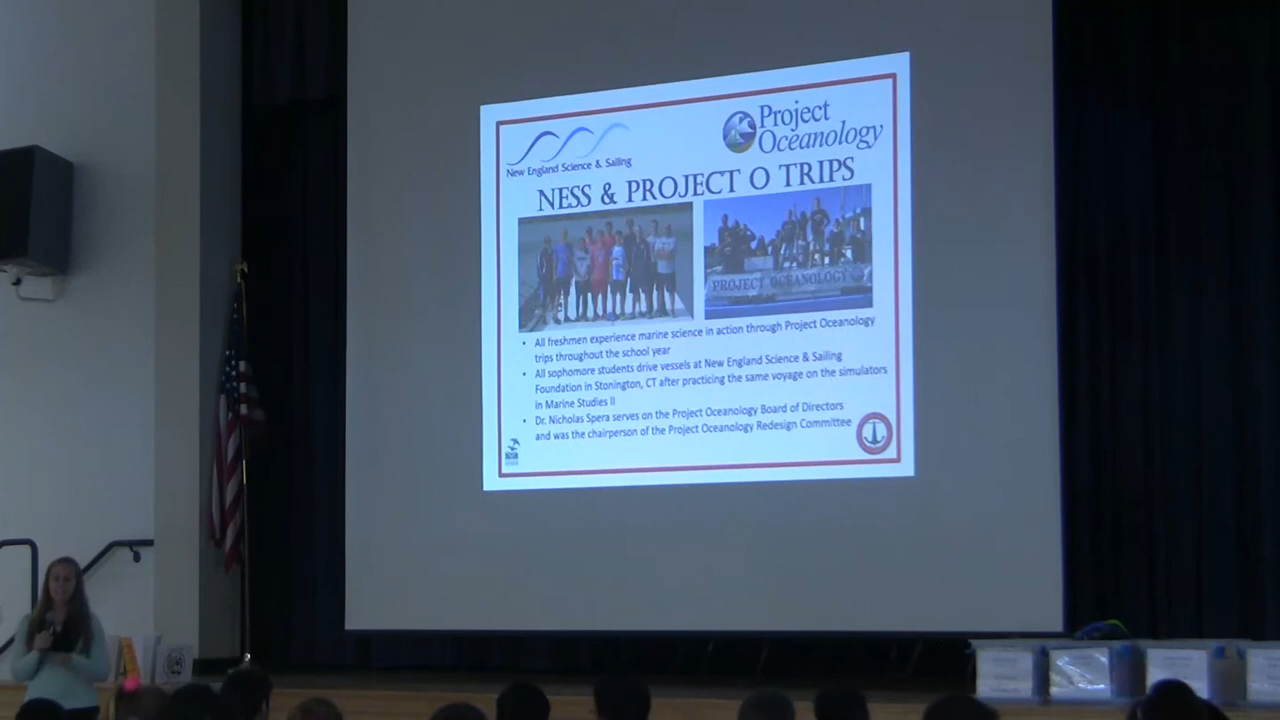 New England Science & Sailing
Project
Oceanology
NESS & PROJECT O TRIPS
PROJECT OCEANOLOGY
• All freshmen experience marine science in action through Project Oceanology
trips throughout the school year
• All sophomore students drive vessels at New England Science & Sailing
Foundation in Stonington, CT after practicing the same voyage on the simulators
in Marine Studies II
• Dr. Nicholas Spera serves on the Project Oceanology Board of Directors
and was the chairperson of the Project Oceanology Redesign Committee